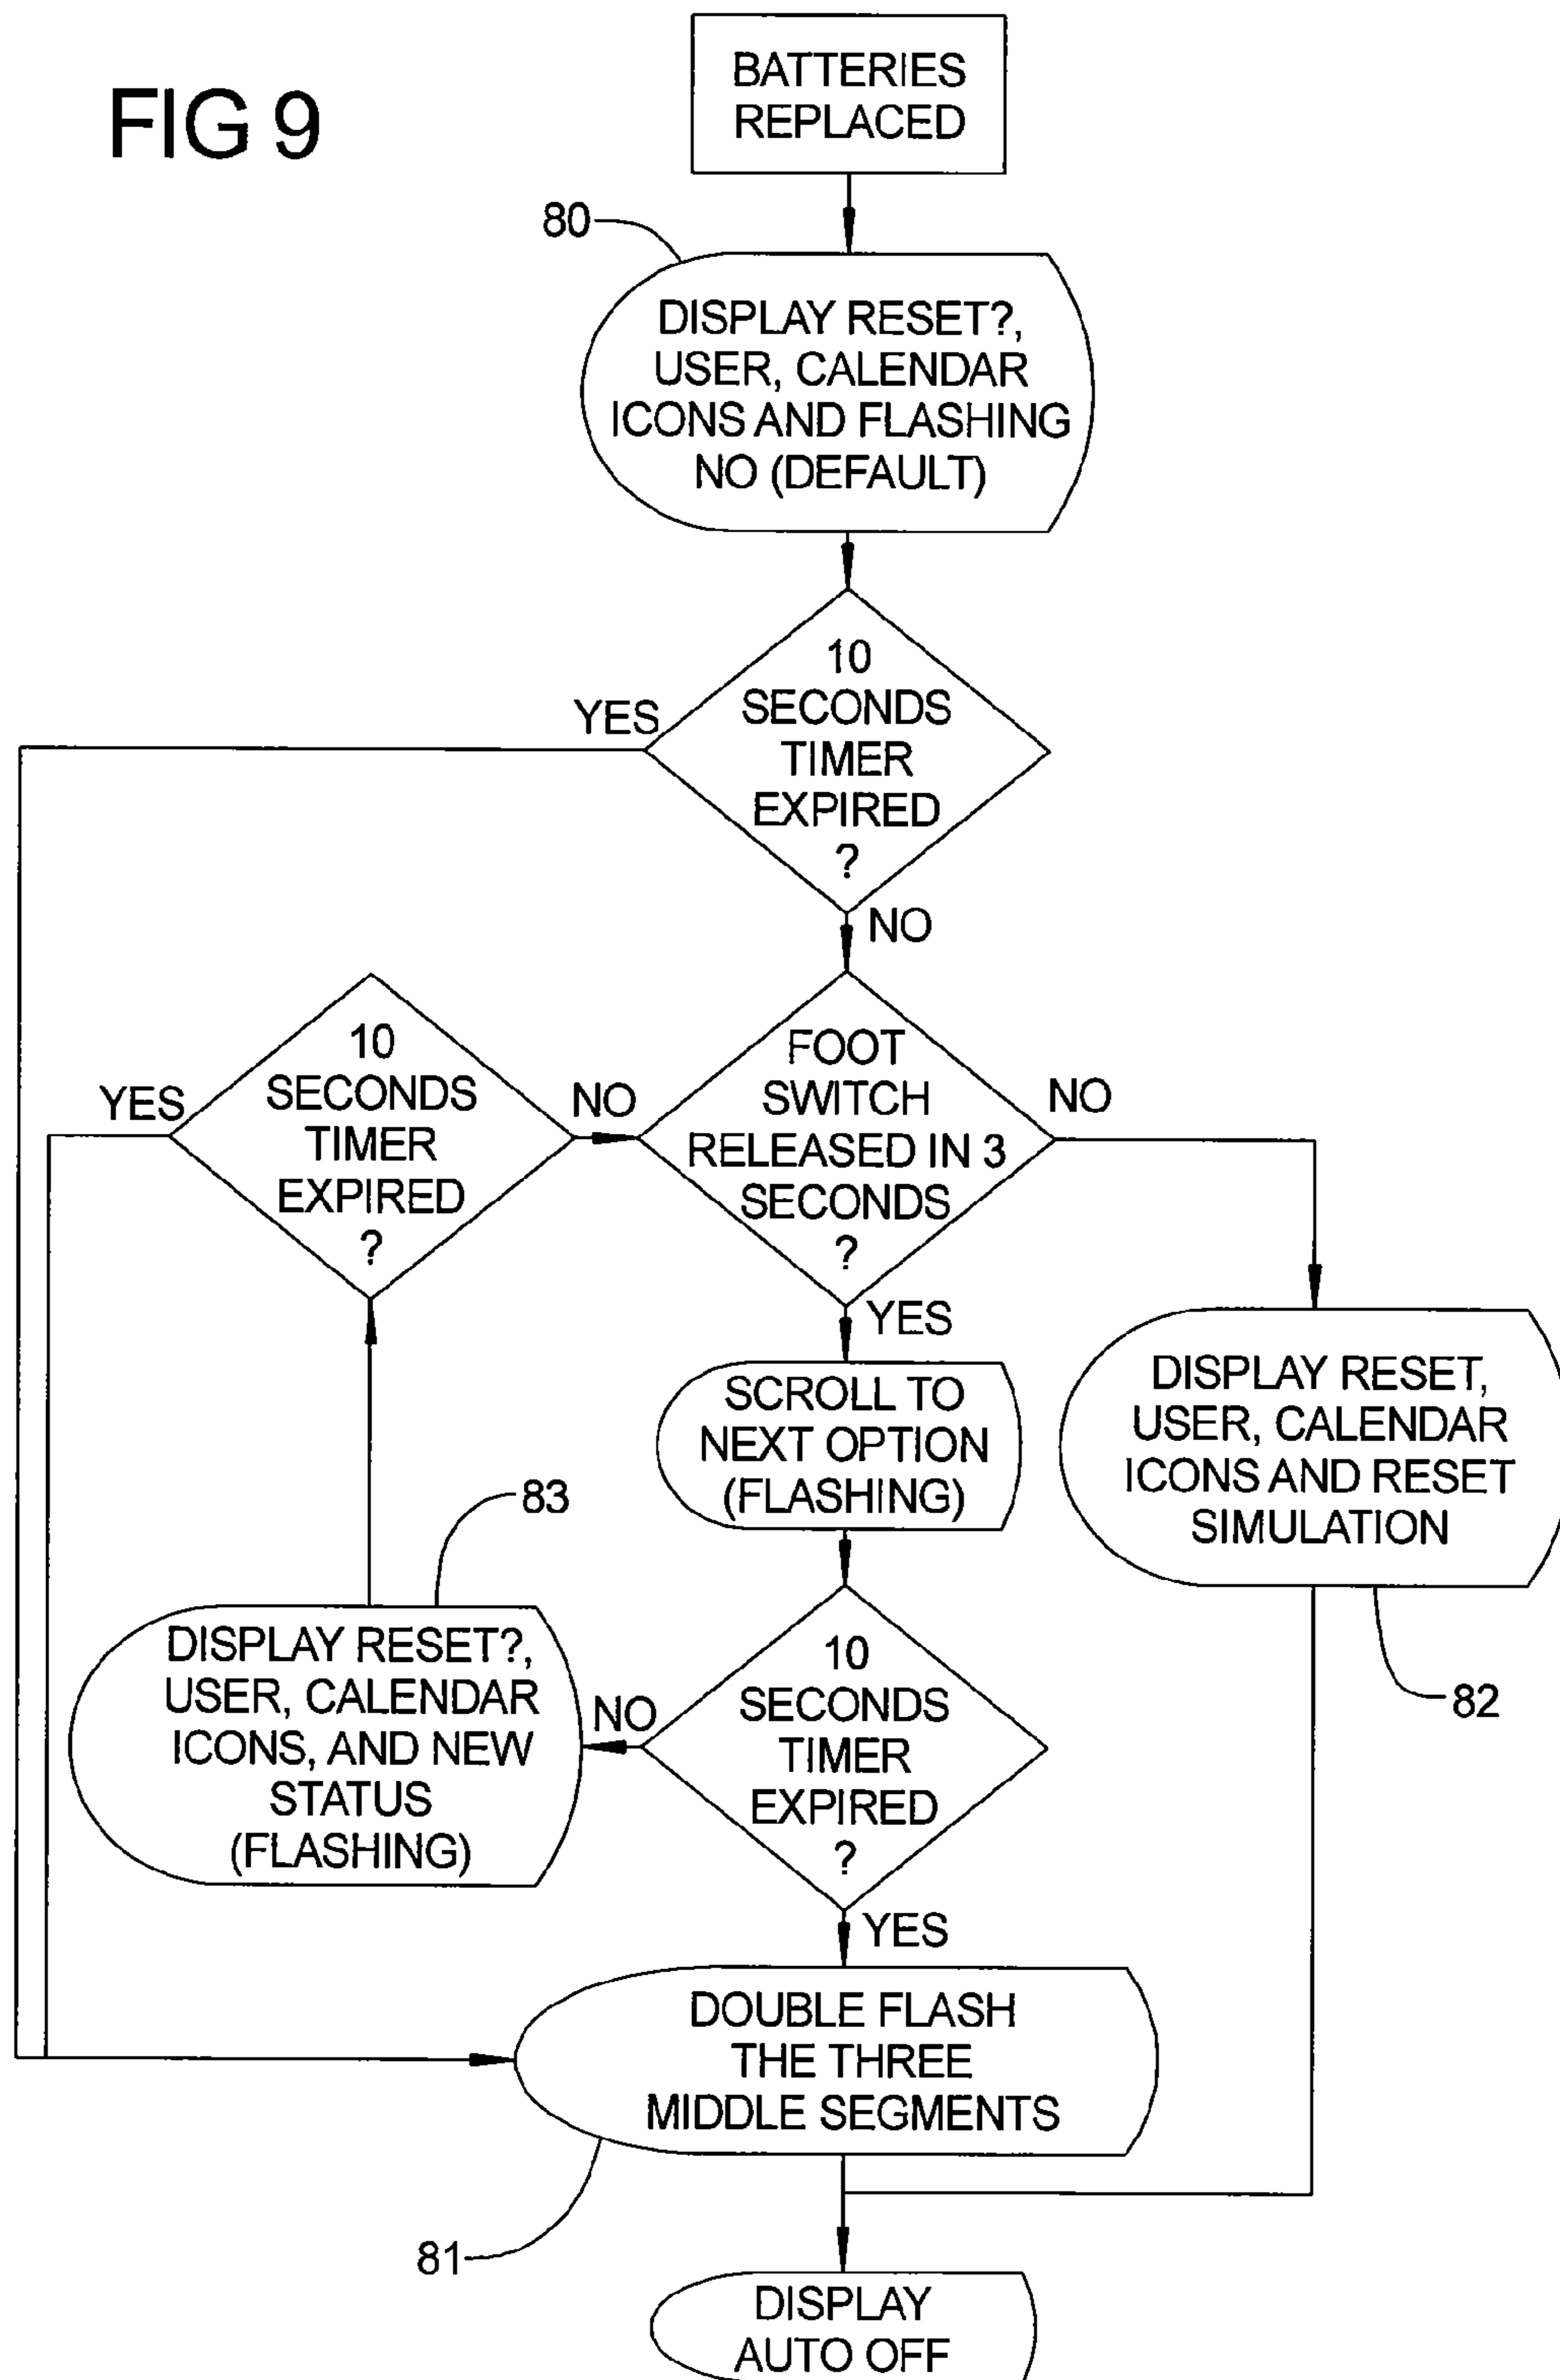 FIG 9
BATTERIES
REPLACED
80
DISPLAY RESET?,
USER, CALENDAR
ICONS AND FLASHING
NO (DEFAULT)
10
SECONDS
TIMER
EXPIRED
?
YES
NO
10
SECONDS
TIMER
EXPIRED
?
YES
NO
FOOT
SWITCH
RELEASED IN 3
SECONDS
?
NO
YES
SCROLL TO
NEXT OPTION
(FLASHING)
DISPLAY RESET,
USER, CALENDAR
ICONS AND RESET
SIMULATION
82
83
DISPLAY RESET?,
USER, CALENDAR
ICONS, AND NEW
STATUS
(FLASHING)
NO
10
SECONDS
TIMER
EXPIRED
?
YES
DOUBLE FLASH
THE THREE
MIDDLE SEGMENTS
81
DISPLAY
AUTO OFF